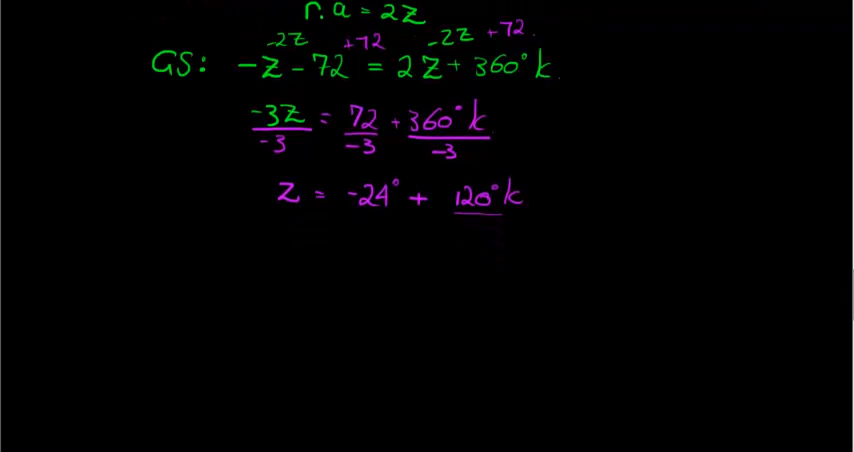 r.a = 2z
-2z +72 -2z +72.
GS: -z - 72 = 2z + 360° k.
-3z = 72 + 360° k
-3 -3 -3
z = -24° + 120° k